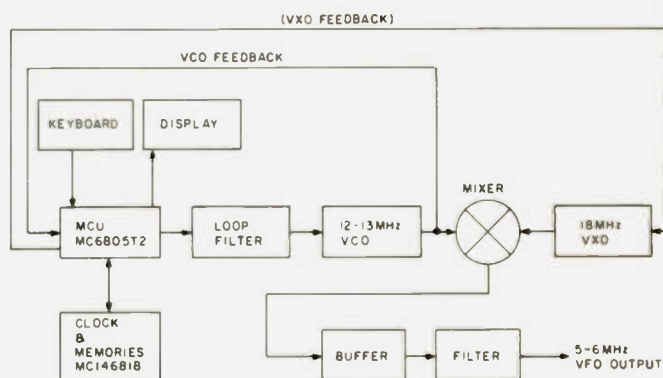 (VXO FEEDBACK)
VCO FEEDBACK
KEYBOARD
DISPLAY
MIXER
MCU
MC6805T2
LOOP
FILTER
12-13MHz
VCO
18MHz
VXO
CLOCK
&
MEMORIES
MC146818
BUFFER
FILTER
5-6MHz
VFO OUTPUT